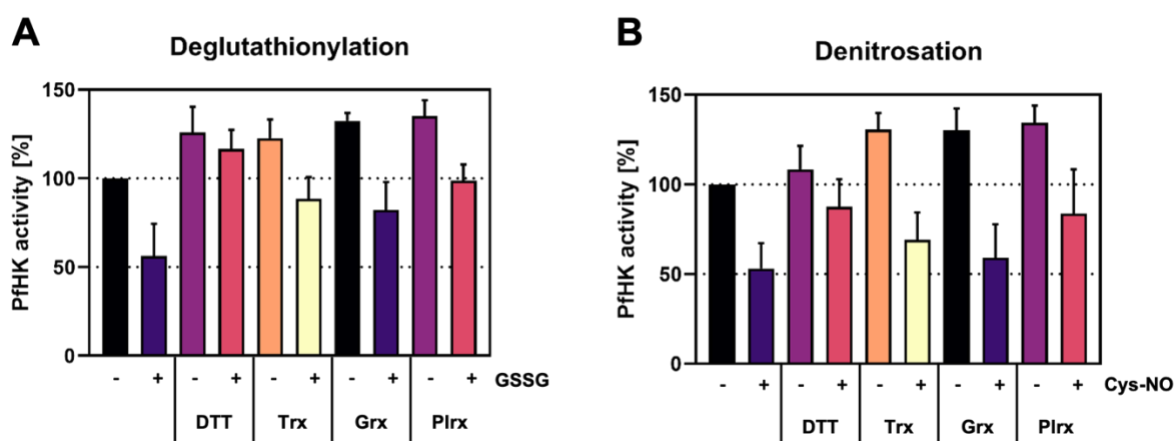 A
Deglutathionylation
PfHK activity [%]
150
100
50
0
- + - + - + - + - + GSSG
DTT Trx Grx Plrx
B
Denitrosation
PfHK activity [%]
150
100
50
0
- + - + - + - + - + Cys-NO
DTT Trx Grx Plrx